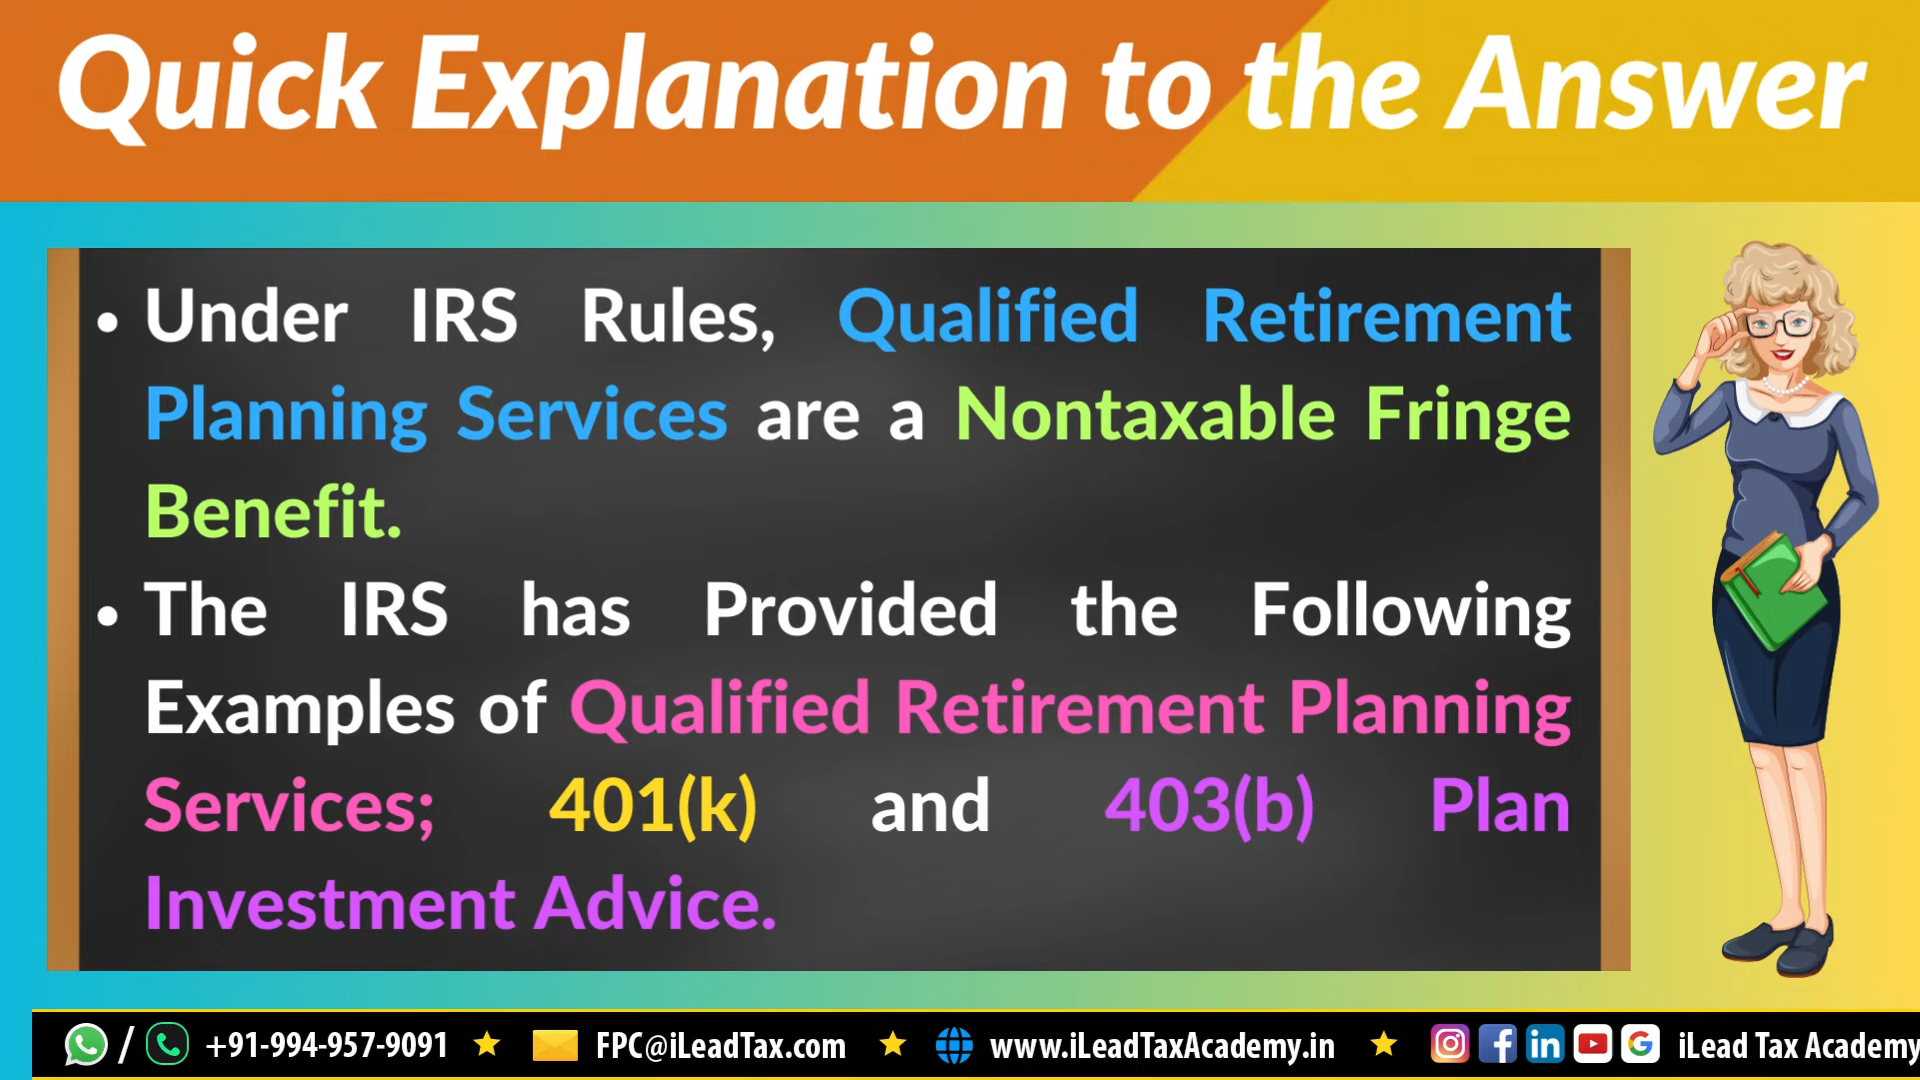 Quick Explanation to the Answer
• Under IRS Rules, Qualified Retirement
Planning Services are a Nontaxable Fringe
Benefit.
• The IRS has Provided the Following
Examples of Qualified Retirement Planning
Services; 401(k) and 403(b) Plan
Investment Advice.
/ +91-994-957-9091 ★ FPC@iLeadTax.com ★ www.iLeadTaxAcademy.in ★ iLead Tax Academy